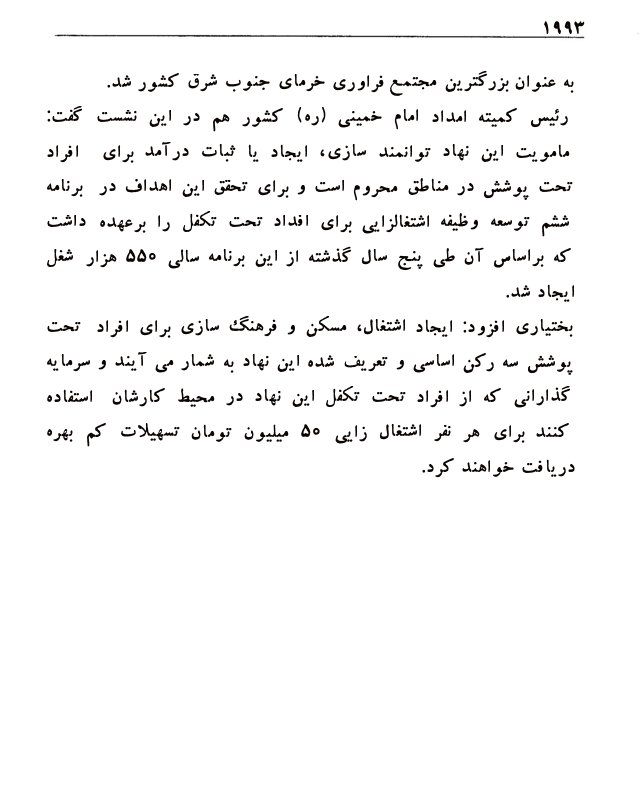 ۱۹۹۳
به عنوان بزرگترین مجتمع فراوری خرمای جنوب شرق کشور شد.
رئیس کمیته امداد امام خمینی (ره) کشور هم در این نشست گفت:
مامویت این نهاد توانمند سازی، ایجاد یا ثبات درآمد برای افراد
تحت پوشش در مناطق محروم است و برای تحقق این اهداف در برنامه
ششم توسعه وظیفه اشتغالزایی برای افداد تحت تکفل را برعهده داشت
که براساس آن طی پنج سال گذشته از این برنامه سالی ۵۵۰ هزار شغل
ایجاد شد.
بختیاری افزود: ایجاد اشتغال، مسکن و فرهنگ سازی برای افراد تحت
پوشش سه رکن اساسی و تعریف شده این نهاد به شمار می آیند و سرمایه
گذارانی که از افراد تحت تکفل این نهاد در محیط کارشان استفاده
کنند برای هر نفر اشتغال زایی ۵۰ میلیون تومان تسهیلات کم بهره
دریافت خواهند کرد.